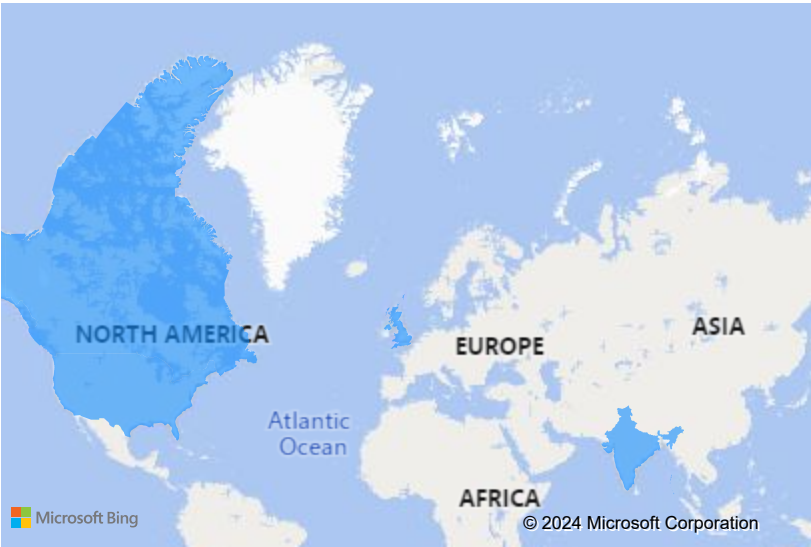 NORTH AMERICA
EUROPE
ASIA
Atlantic
Ocean
AFRICA
Microsoft Bing
© 2024 Microsoft Corporation